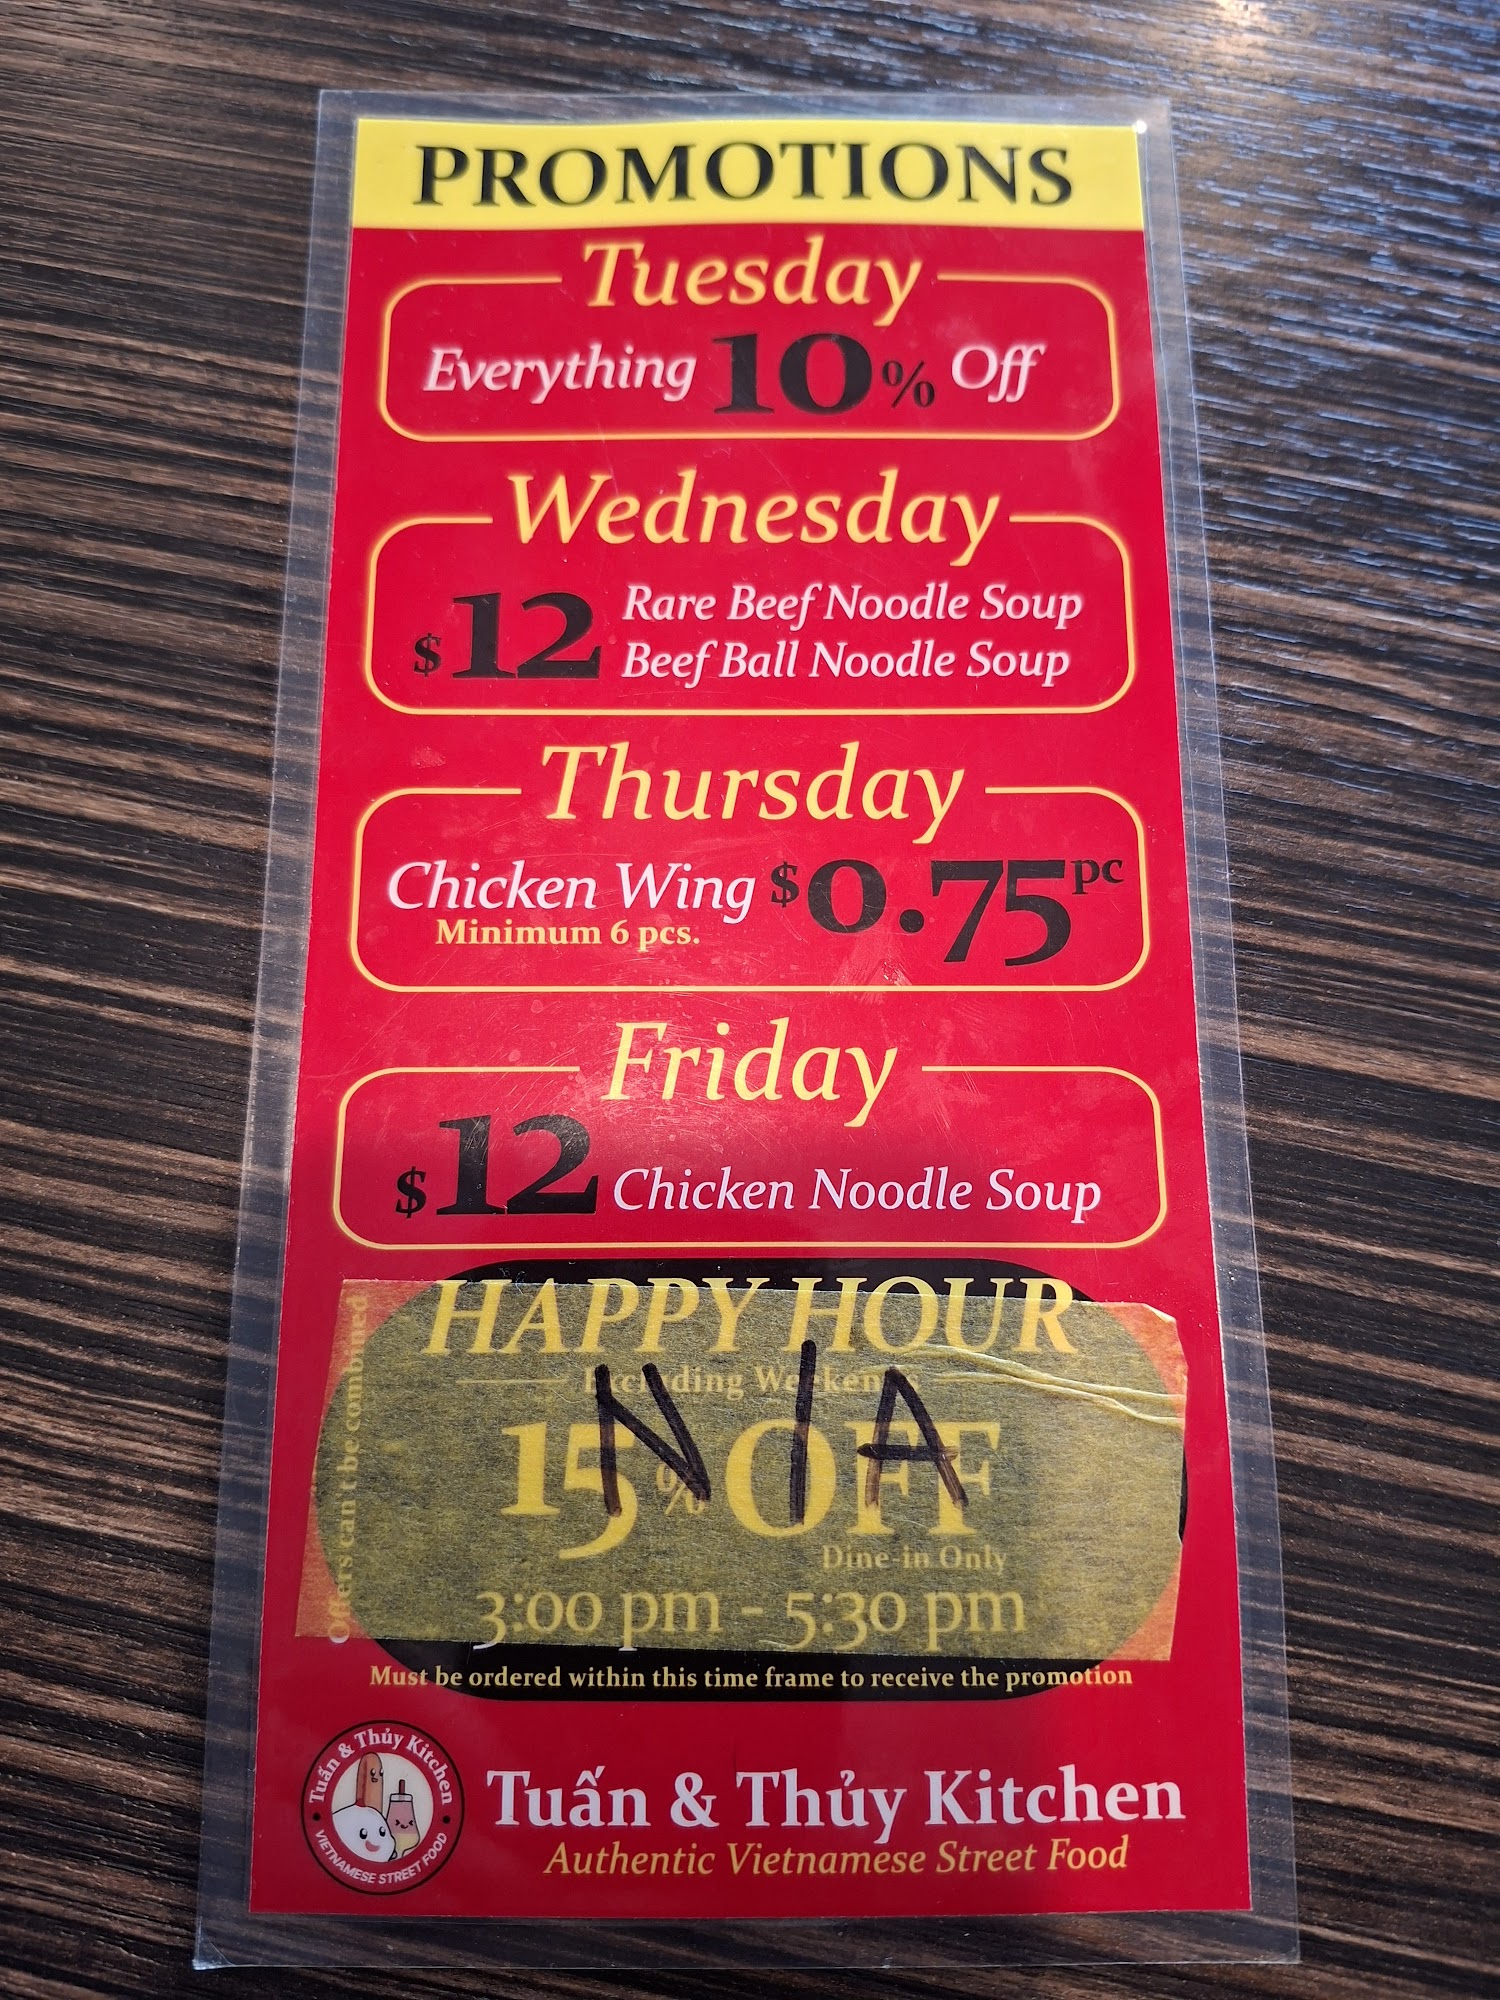 PROMOTIONS
Tuesday
Everything 10% Off
Wednesday
$12 Rare Beef Noodle Soup
Beef Ball Noodle Soup
Thursday
Chicken Wing $0.75pc
Minimum 6 pcs.
Friday
$12 Chicken Noodle Soup
HAPPY HOUR
Excluding Weekends
15% OFF
N/A
Dine-in Only
3:00 pm - 5:30 pm
Offers can't be combined
Must be ordered within this time frame to receive the promotion
Tuấn & Thủy Kitchen
VIETNAMESE STREET FOOD
Tuấn & Thủy Kitchen
Authentic Vietnamese Street Food